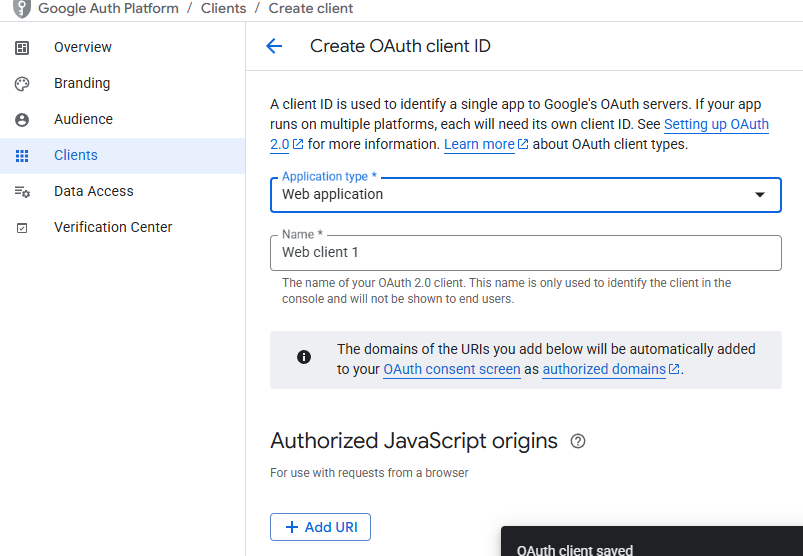 Google Auth Platform / Clients / Create client
Overview
Branding
Audience
Clients
Data Access
Verification Center
Create OAuth client ID
A client ID is used to identify a single app to Google's OAuth servers. If your app
runs on multiple platforms, each will need its own client ID. See Setting up OAuth
2.0 for more information. Learn more about OAuth client types.
Application type *
Web application
Name *
Web client 1
The name of your OAuth 2.0 client. This name is only used to identify the client in the
console and will not be shown to end users.
The domains of the URIs you add below will be automatically added
to your OAuth consent screen as authorized domains.
Authorized JavaScript origins
For use with requests from a browser
+ Add URI
OAuth client saved